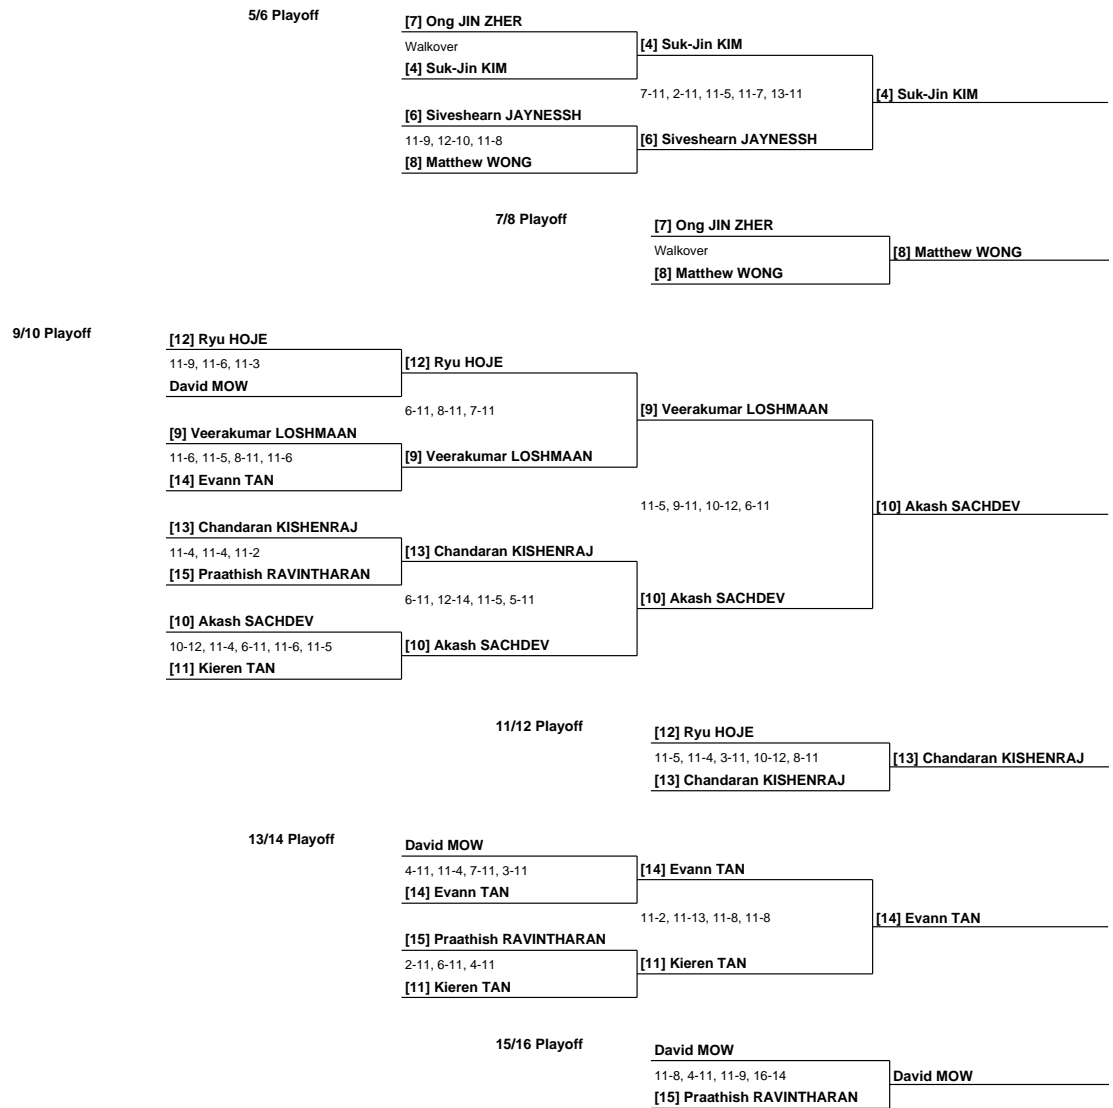 5/6 Playoff
[7] Ong JIN ZHER
Walkover
[4] Suk-Jin KIM
[4] Suk-Jin KIM
7-11, 2-11, 11-5, 11-7, 13-11
[4] Suk-Jin KIM
[6] Siveshearn JAYNESSH
11-9, 12-10, 11-8
[6] Siveshearn JAYNESSH
[8] Matthew WONG
7/8 Playoff
[7] Ong JIN ZHER
Walkover
[8] Matthew WONG
[8] Matthew WONG
9/10 Playoff
[12] Ryu HOJE
11-9, 11-6, 11-3
[12] Ryu HOJE
David MOW
6-11, 8-11, 7-11
[9] Veerakumar LOSHMAAN
[9] Veerakumar LOSHMAAN
11-6, 11-5, 8-11, 11-6
[9] Veerakumar LOSHMAAN
[14] Evann TAN
11-5, 9-11, 10-12, 6-11
[10] Akash SACHDEV
[13] Chandaran KISHENRAJ
11-4, 11-4, 11-2
[13] Chandaran KISHENRAJ
[15] Praathish RAVINTHARAN
6-11, 12-14, 11-5, 5-11
[10] Akash SACHDEV
[10] Akash SACHDEV
10-12, 11-4, 6-11, 11-6, 11-5
[10] Akash SACHDEV
[11] Kieren TAN
11/12 Playoff
[12] Ryu HOJE
11-5, 11-4, 3-11, 10-12, 8-11
[13] Chandaran KISHENRAJ
[13] Chandaran KISHENRAJ
13/14 Playoff
David MOW
4-11, 11-4, 7-11, 3-11
[14] Evann TAN
[14] Evann TAN
11-2, 11-13, 11-8, 11-8
[14] Evann TAN
[15] Praathish RAVINTHARAN
2-11, 6-11, 4-11
[11] Kieren TAN
[11] Kieren TAN
15/16 Playoff
David MOW
11-8, 4-11, 11-9, 16-14
David MOW
[15] Praathish RAVINTHARAN